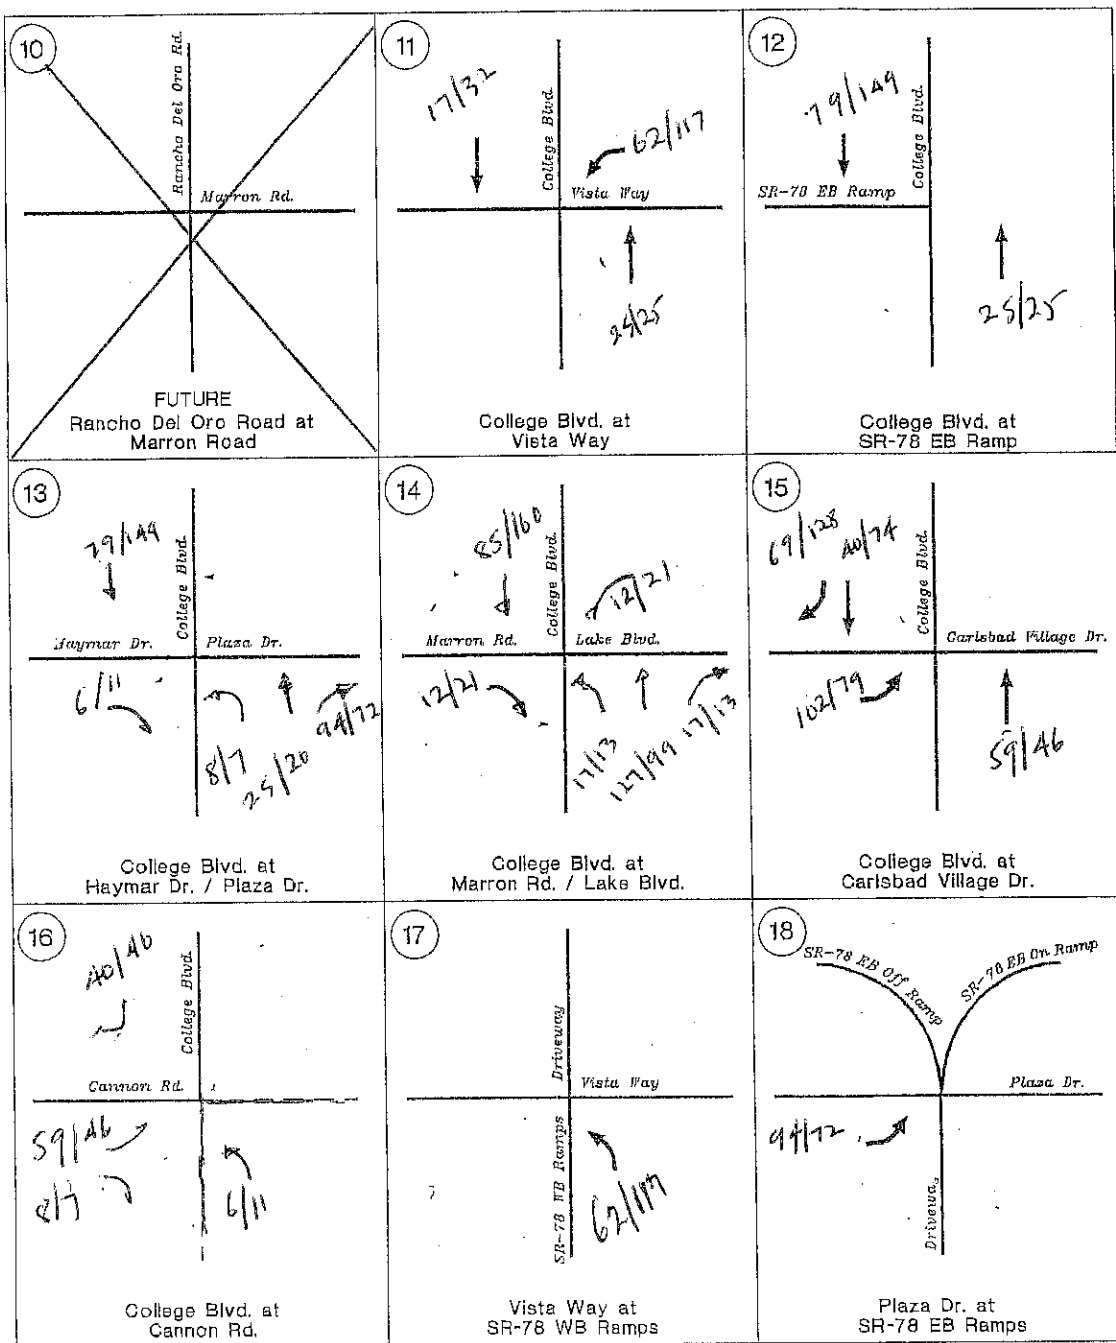 10
Rancho Del Oro Rd.
Marron Rd.
FUTURE
Rancho Del Oro Road at
Marron Road
11
17/32
College Blvd.
62/117
Vista Way
25/25
College Blvd. at
Vista Way
12
79/149
College Blvd.
SR-78 EB Ramp
25/25
College Blvd. at
SR-78 EB Ramp
13
79/149
College Blvd.
Haymar Dr.
Plaza Dr.
6/11
8/7
25/20
94/72
College Blvd. at
Haymar Dr. / Plaza Dr.
14
85/160
College Blvd.
12/21
Marron Rd.
Lake Blvd.
12/21
17/13
127/99
17/13
College Blvd. at
Marron Rd. / Lake Blvd.
15
69/128
40/74
College Blvd.
Carlsbad Village Dr.
102/79
59/46
College Blvd. at
Carlsbad Village Dr.
16
40/46
College Blvd.
Cannon Rd.
59/46
8/7
6/11
College Blvd. at
Cannon Rd.
17
Driveway
Vista Way
SR-78 WB Ramps
62/117
Vista Way at
SR-78 WB Ramps
18
SR-78 EB Off Ramp
SR-78 EB On Ramp
Plaza Dr.
94/72
Driveway
Plaza Dr. at
SR-78 EB Ramps